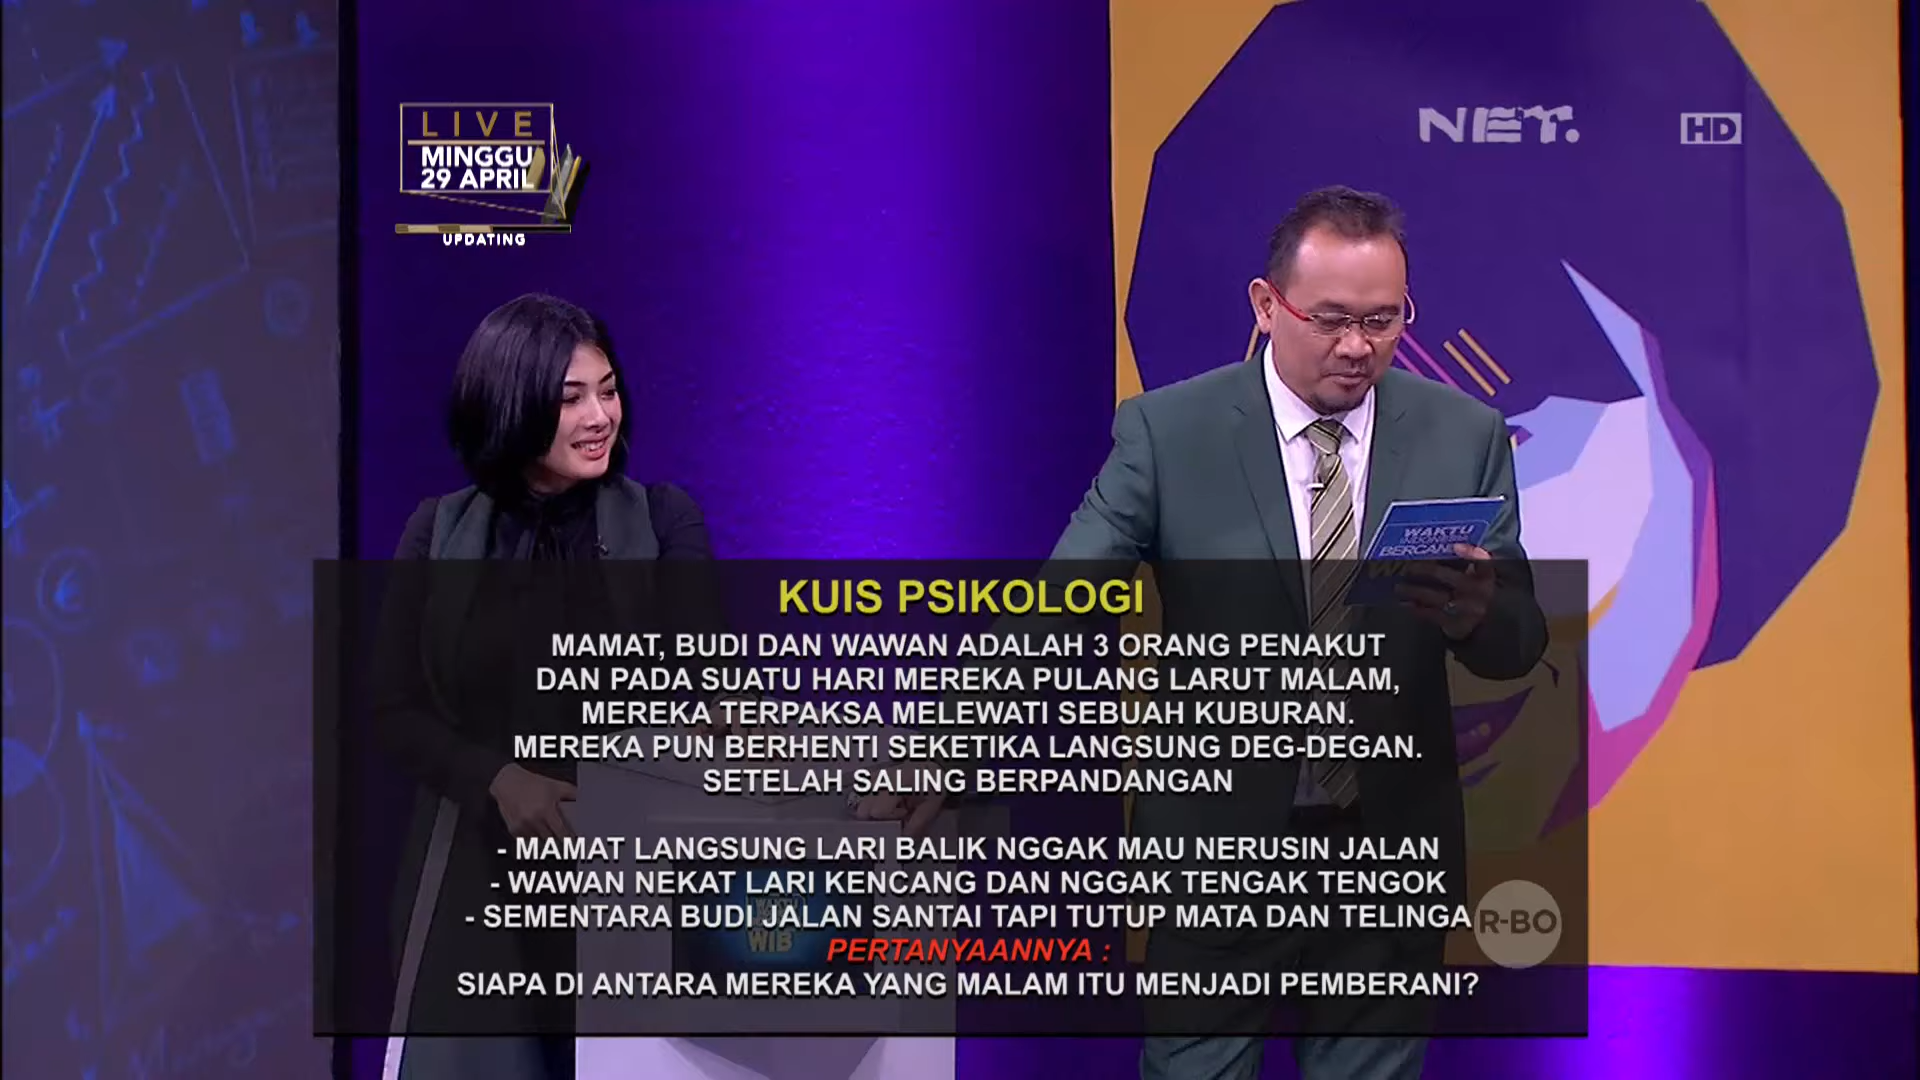 LIVE
MINGGU
29 APRIL
UPDATING
NET.
HD
WAKTU
INDONESIA
BERCANDA
KUIS PSIKOLOGI
MAMAT, BUDI DAN WAWAN ADALAH 3 ORANG PENAKUT
DAN PADA SUATU HARI MEREKA PULANG LARUT MALAM,
MEREKA TERPAKSA MELEWATI SEBUAH KUBURAN.
MEREKA PUN BERHENTI SEKETIKA LANGSUNG DEG-DEGAN.
SETELAH SALING BERPANDANGAN
- MAMAT LANGSUNG LARI BALIK NGGAK MAU NERUSIN JALAN
- WAWAN NEKAT LARI KENCANG DAN NGGAK TENGAK TENGOK
- SEMENTARA BUDI JALAN SANTAI TAPI TUTUP MATA DAN TELINGA
R-BO
WIB
PERTANYAANNYA :
SIAPA DI ANTARA MEREKA YANG MALAM ITU MENJADI PEMBERANI?